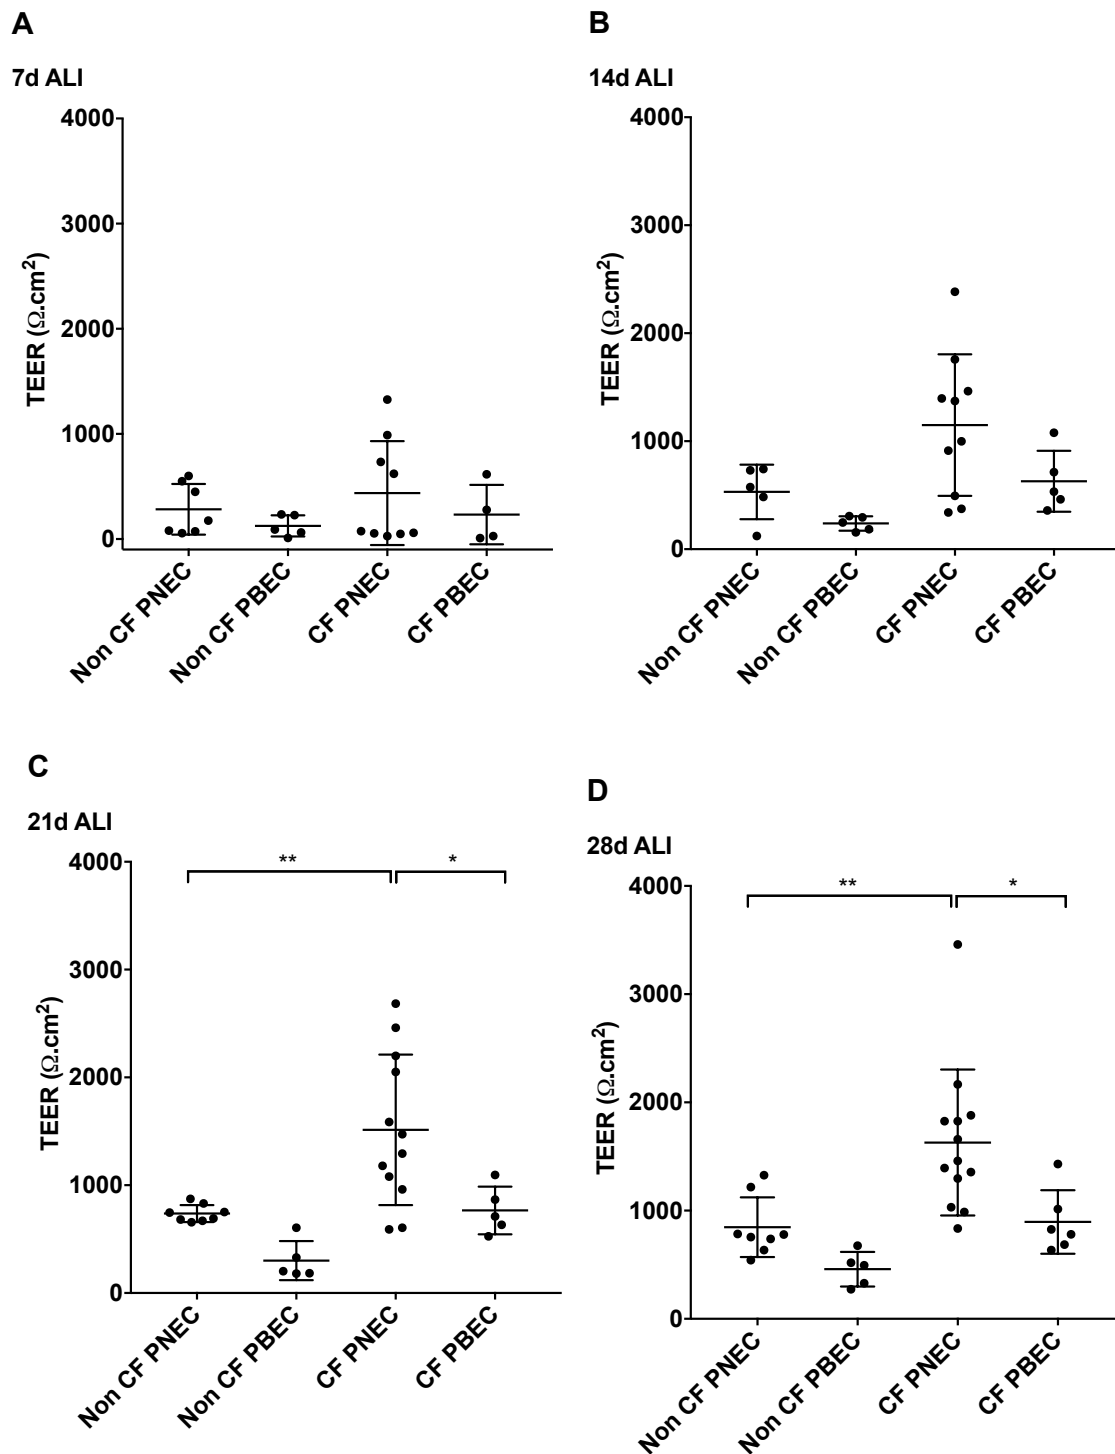 A
7d ALI
4000
3000
2000
1000
0
TEER (Ω.cm²)
Non CF PNEC
Non CF PBEC
CF PNEC
CF PBEC
B
14d ALI
4000
3000
2000
1000
0
TEER (Ω.cm²)
Non CF PNEC
Non CF PBEC
CF PNEC
CF PBEC
C
21d ALI
4000
3000
2000
1000
0
TEER (Ω.cm²)
**
*
Non CF PNEC
Non CF PBEC
CF PNEC
CF PBEC
D
28d ALI
4000
3000
2000
1000
0
TEER (Ω.cm²)
**
*
Non CF PNEC
Non CF PBEC
CF PNEC
CF PBEC